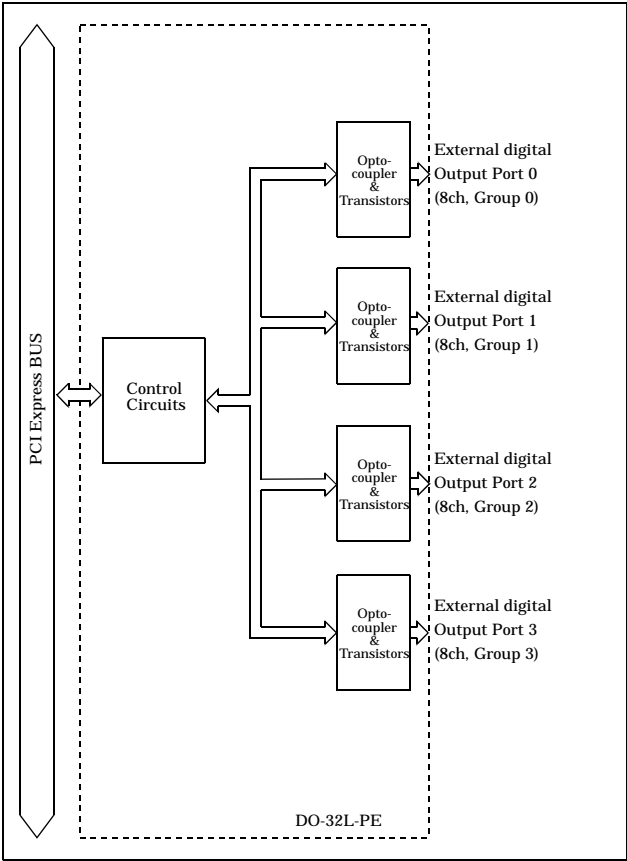 PCI Express BUS
Control
Circuits
Opto-
coupler
&
Transistors
External digital
Output Port 0
(8ch, Group 0)
Opto-
coupler
&
Transistors
External digital
Output Port 1
(8ch, Group 1)
Opto-
coupler
&
Transistors
External digital
Output Port 2
(8ch, Group 2)
Opto-
coupler
&
Transistors
External digital
Output Port 3
(8ch, Group 3)
DO-32L-PE